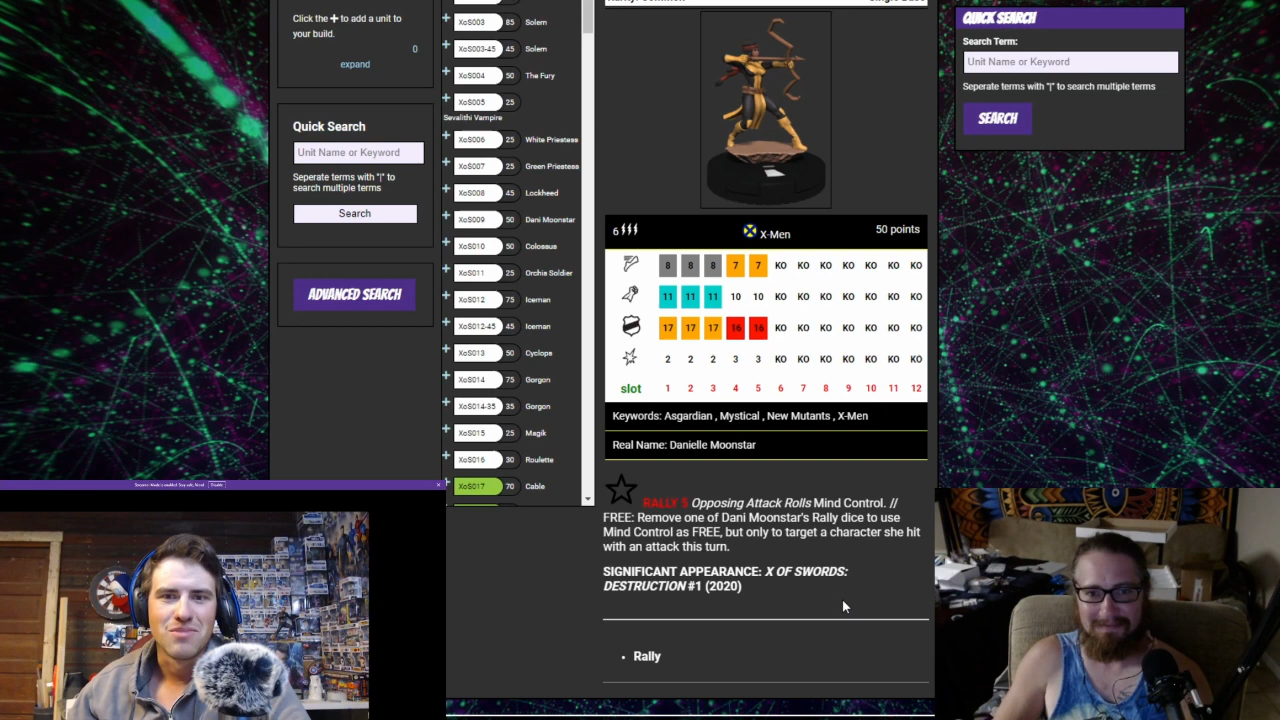 Click the + to add a unit to
your build.
0
expand
Quick Search
Unit Name or Keyword
Seperate terms with "|" to
search multiple terms
Search
ADVANCED SEARCH
XoS003 85 Solem
XoS003-45 45 Solem
XoS004 50 The Fury
XoS005 25
Sevalithi Vampire
XoS006 25 White Priestess
XoS007 25 Green Priestess
XoS008 45 Lockheed
XoS009 50 Dani Moonstar
XoS010 50 Colossus
XoS011 25 Orchis Soldier
XoS012 75 Iceman
XoS012-45 45 Iceman
XoS013 50 Cyclops
XoS014 75 Gorgon
XoS014-35 35 Gorgon
XoS015 25 Magik
XoS016 30 Roulette
XoS017 70 Cable
6 X-Men 50 points
8 8 8 7 7 KO KO KO KO KO KO KO
11 11 11 10 10 KO KO KO KO KO KO KO
17 17 17 16 16 KO KO KO KO KO KO KO
2 2 2 3 3 KO KO KO KO KO KO KO
slot 1 2 3 4 5 6 7 8 9 10 11 12
Keywords: Asgardian , Mystical , New Mutants , X-Men
Real Name: Danielle Moonstar
RALLY 5 Opposing Attack Rolls Mind Control. //
FREE: Remove one of Dani Moonstar's Rally dice to use
Mind Control as FREE, but only to target a character she hit
with an attack this turn.
SIGNIFICANT APPEARANCE: X OF SWORDS:
DESTRUCTION #1 (2020)
• Rally
QUICK SEARCH
Search Term:
Unit Name or Keyword
Seperate terms with "|" to search multiple terms
SEARCH